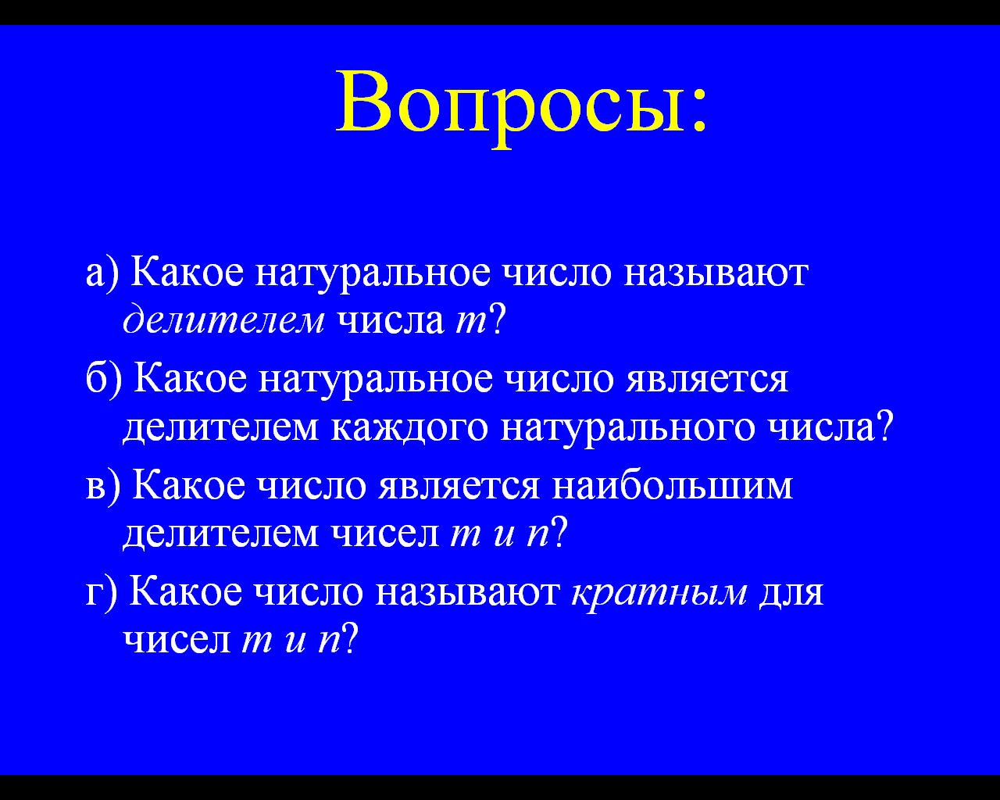 Вопросы:
а) Какое натуральное число называют
делителем числа т?
б) Какое натуральное число является
делителем каждого натурального числа?
в) Какое число является наибольшим
делителем чисел т и п?
г) Какое число называют кратным для
чисел т и п?